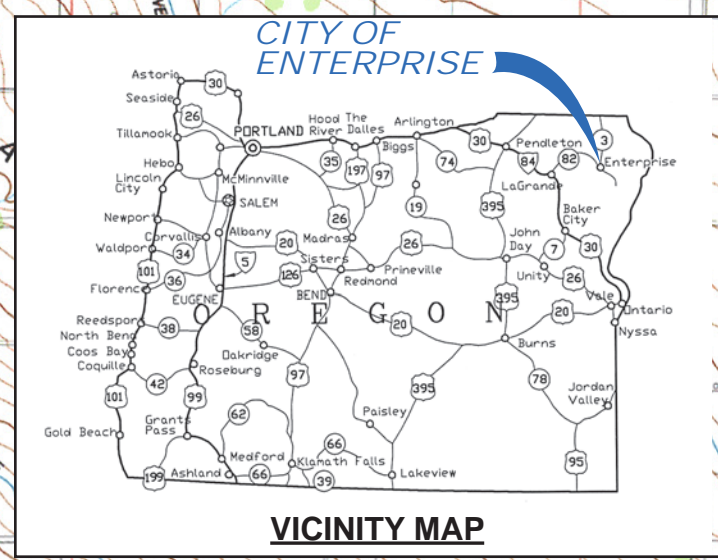 CITY OF
ENTERPRISE
Astoria
30
Seaside
26
Tillamook
PORTLAND
Hood The
River Dalles
Arlington
Biggs
30
Pendleton
3
35
197
97
74
84
82
Enterprise
Hebo
McMinnville
LaGrande
Lincoln
City
SALEM
19
395
Baker
City
Newport
Corvallis
Albany
26
20
Madras
26
John
Day
7
30
Waldport
34
5
Sisters
Prineville
Unity
26
101
36
126
Redmond
Florence
EUGENE
BEND
395
Vale
Ontario
OREGON
20
20
Nyssa
Reedsport
38
58
North Bend
Coos Bay
Oakridge
Burns
Coquille
Roseburg
97
42
99
395
78
101
Jordan
Valley
62
Paisley
Grants
Pass
Gold Beach
Medford
66
Klamath Falls
95
199
Ashland
66
39
Lakeview
VICINITY MAP